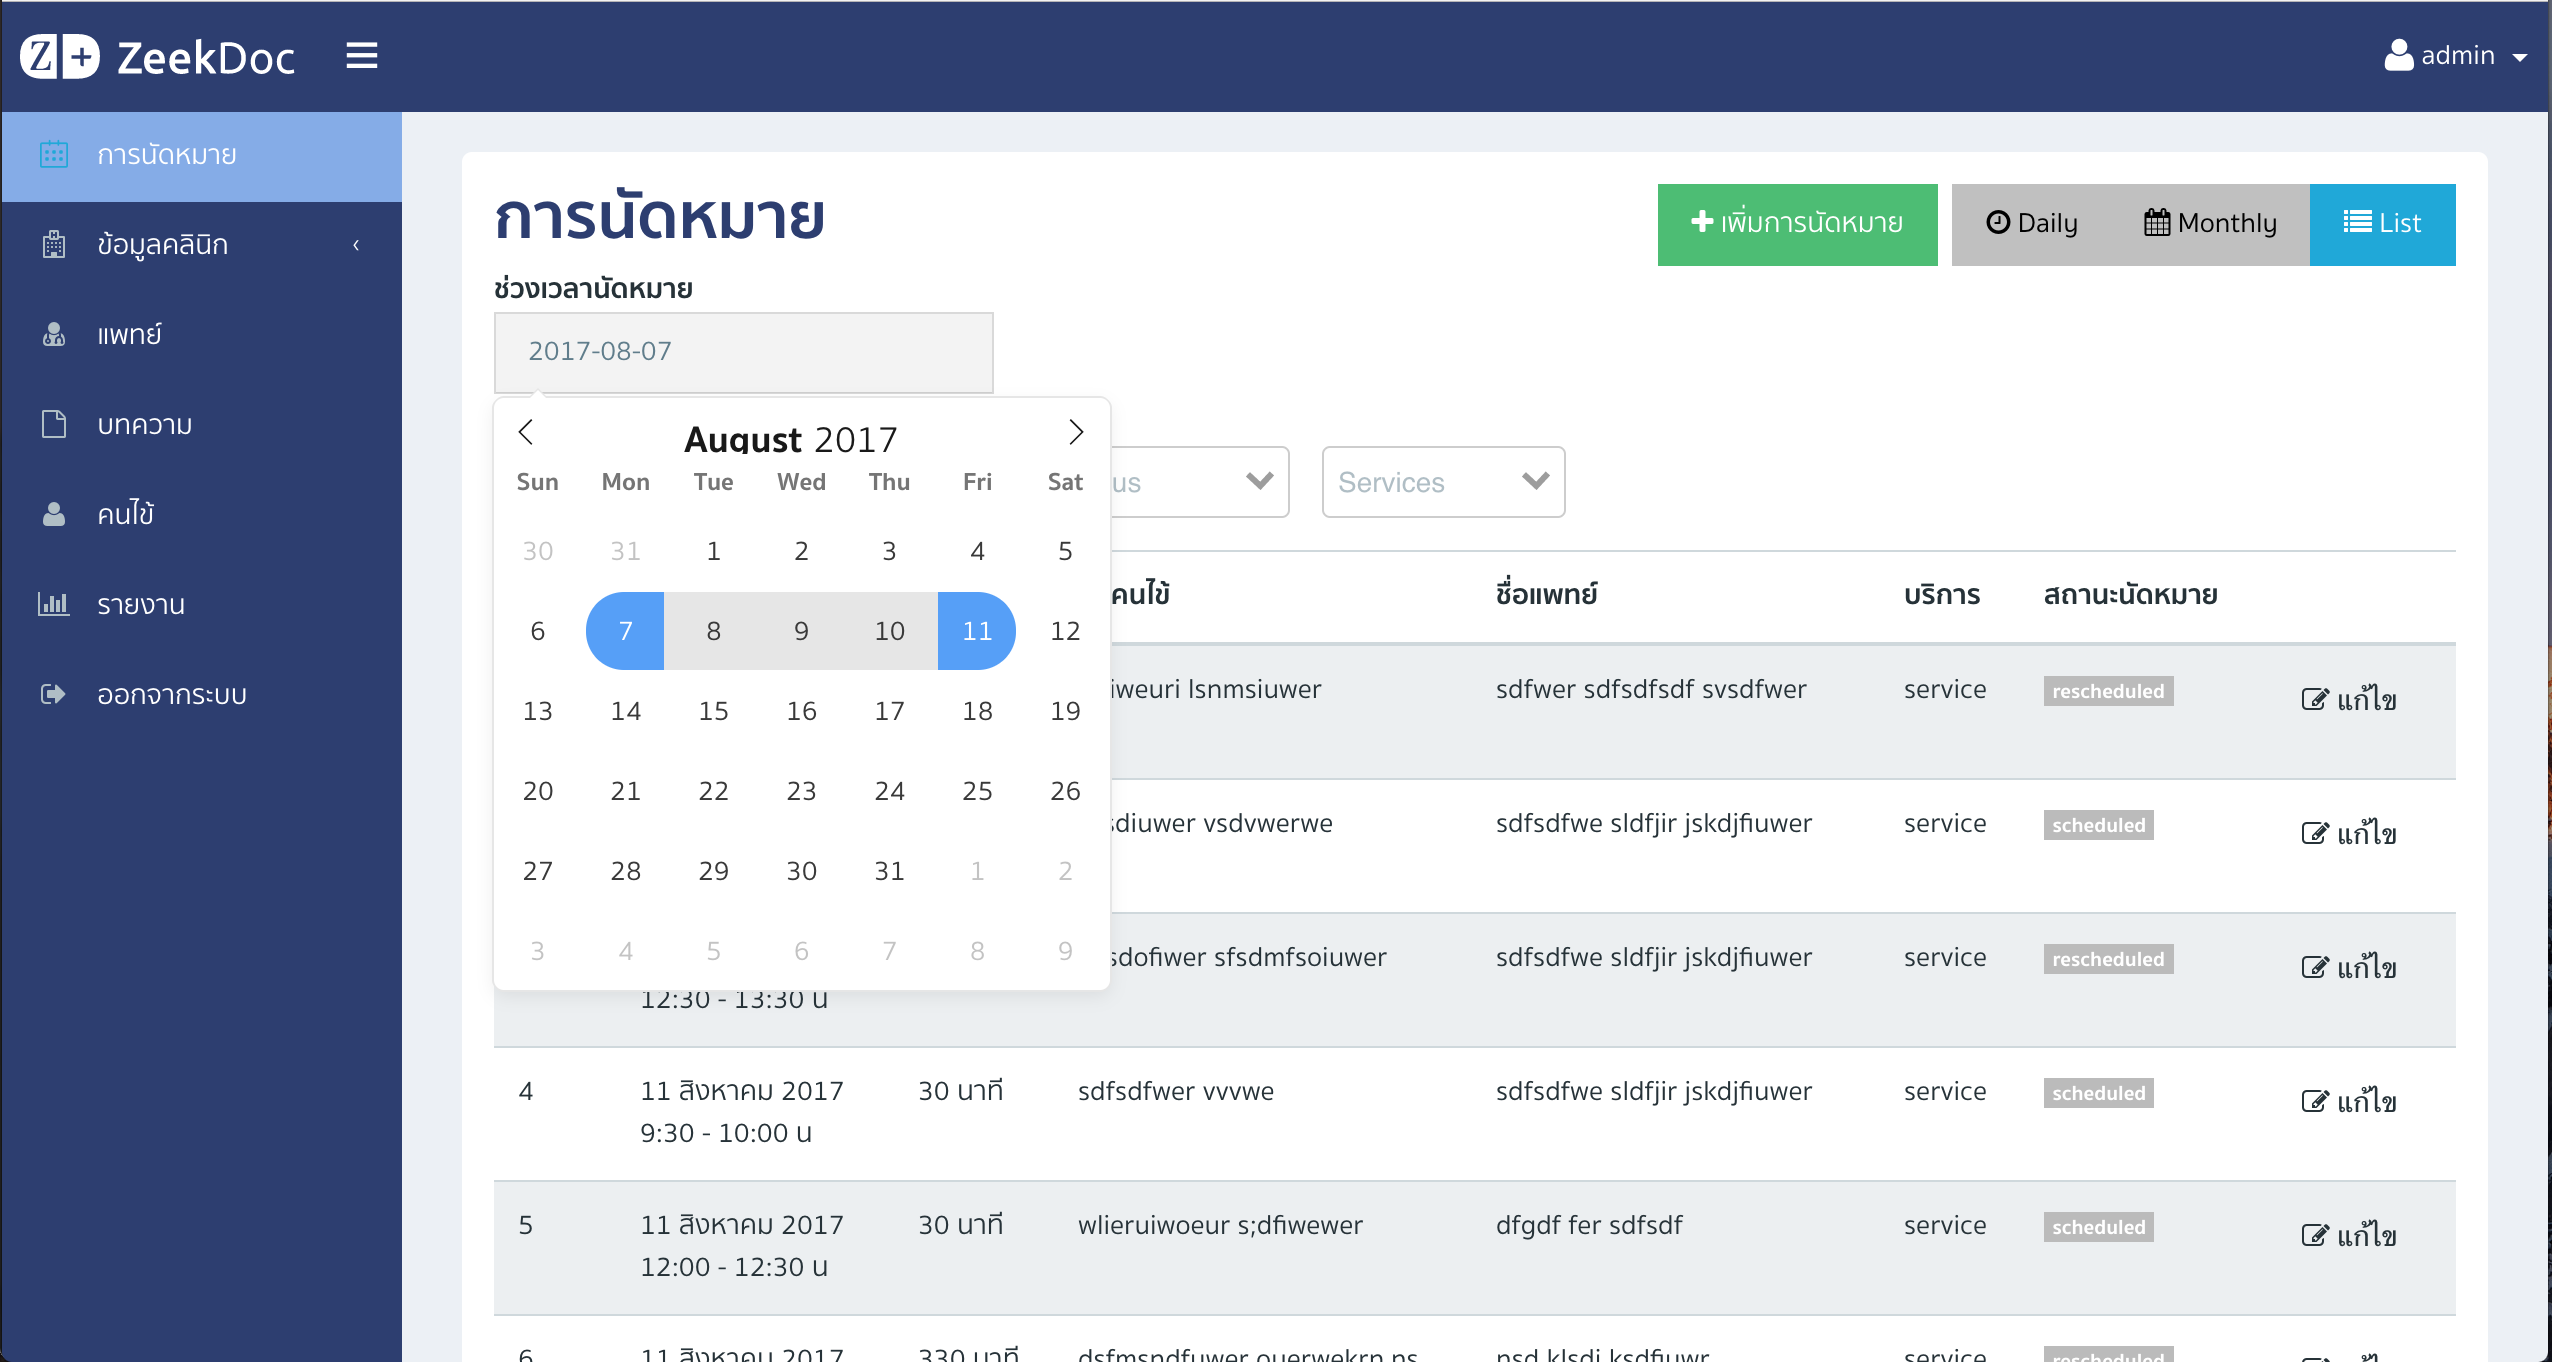 ZeekDoc
admin
การนัดหมาย
ข้อมูลคลินิก
แพทย์
บทความ
คนไข้
รายงาน
ออกจากระบบ
การนัดหมาย
เพิ่มการนัดหมาย
Daily
Monthly
List
ช่วงเวลานัดหมาย
2017-08-07
August 2017
Sun Mon Tue Wed Thu Fri Sat
30 31 1 2 3 4 5
6 7 8 9 10 11 12
13 14 15 16 17 18 19
20 21 22 23 24 25 26
27 28 29 30 31 1 2
3 4 5 6 7 8 9
us
Services
คนไข้ ชื่อแพทย์ บริการ สถานะนัดหมาย
iweuri lsnmsiuwer sdfwer sdfsdfsdf svsdfwer service rescheduled แก้ไข
sdiuwer vsdvwerwe sdfsdfwe sldfjir jskdjfiuwer service scheduled แก้ไข
sdofiwer sfsdmfsoiuwer sdfsdfwe sldfjir jskdjfiuwer service rescheduled แก้ไข
12:30 - 13:30 น
4 11 สิงหาคม 2017 30 นาที sdfsdfwer vvvwe sdfsdfwe sldfjir jskdjfiuwer service scheduled แก้ไข
9:30 - 10:00 น
5 11 สิงหาคม 2017 30 นาที wlieruiwoeur s;dfiwewer dfgdf fer sdfsdf service scheduled แก้ไข
12:00 - 12:30 น
6 11 สิงหาคม 2017 330 นาที dsfmsndfuwer ouerwekrn ns nsd klsdj ksdfiuwr service rescheduled